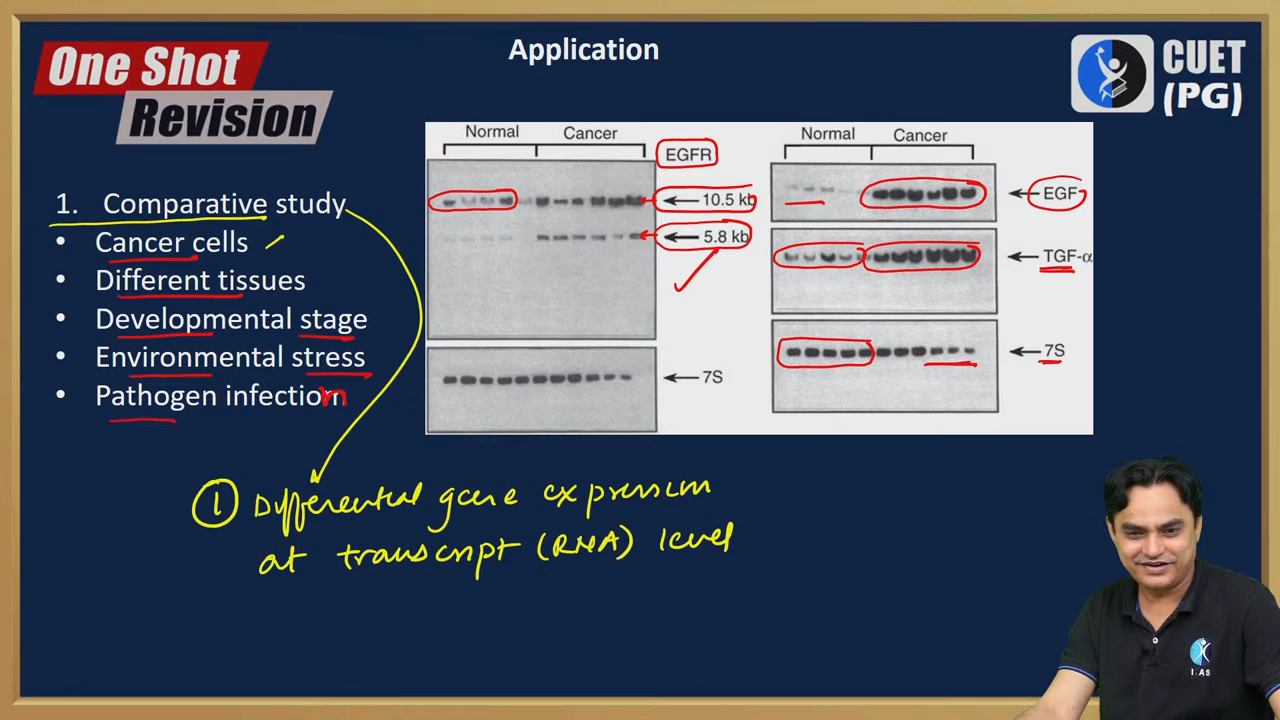 Application
One Shot
Revision
CUET
(PG)
1. Comparative study
• Cancer cells
• Different tissues
• Developmental stage
• Environmental stress
• Pathogen infection
Normal Cancer
EGFR
10.5 kb
5.8 kb
7S
Normal Cancer
EGF
TGF-α
7S
① Differential gene expression
at transcript (RNA) level